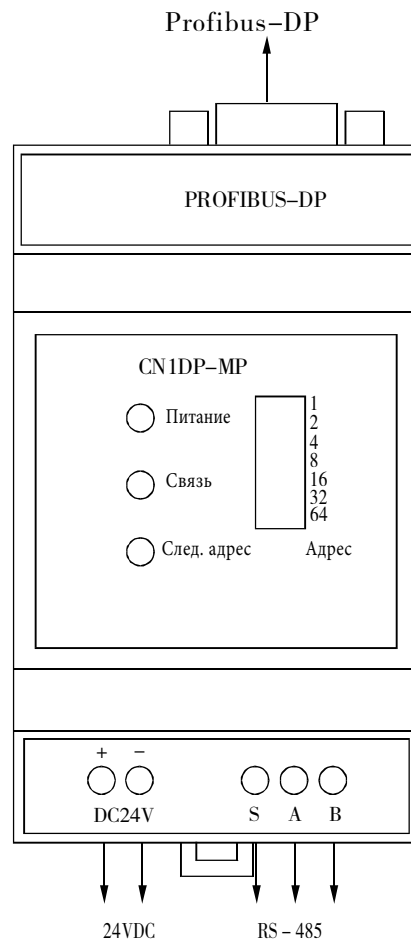 Profibus-DP
PROFIBUS-DP
CN1DP-MP
Питание
Связь
След. адрес
1
2
4
8
16
32
64
Адрес
+ −
DC24V
S A B
24VDC
RS – 485